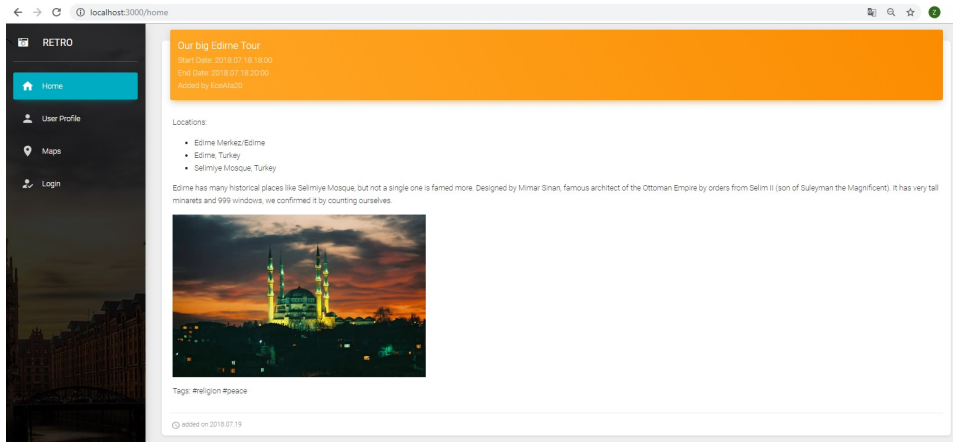 localhost:3000/home
Z
RETRO
Home
User Profile
Maps
Login
Our big Edirne Tour
Start Date: 2018.07.18.18:00
End Date: 2018.07.18.20:00
Added by EceAta00
Locations:
Edirne Merkez/Edirne
Edirne, Turkey
Selimiye Mosque, Turkey
Edirne has many historical places like Selimiye Mosque, but not a single one is famed more. Designed by Mimar Sinan, famous architect of the Ottoman Empire by orders from Selim II (son of Suleyman the Magnificent). It has very tall
minarets and 999 windows, we confirmed it by counting ourselves.
Tags: #religion #peace
added on 2018.07.19